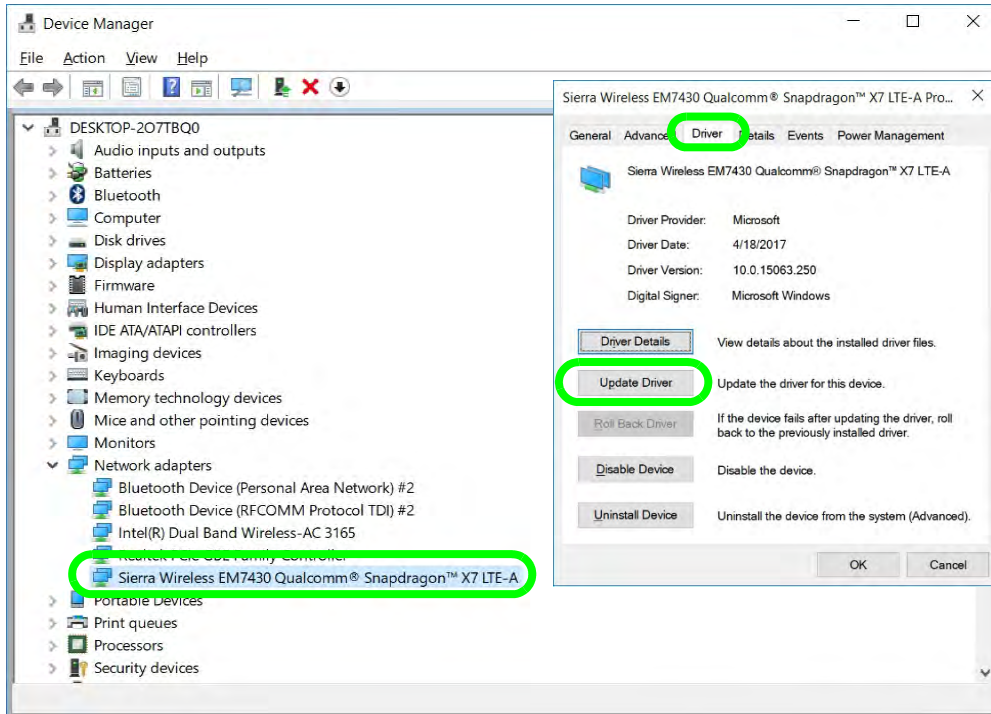 Device Manager
File Action View Help
DESKTOP-2O7TBQ0
Audio inputs and outputs
Batteries
Bluetooth
Computer
Disk drives
Display adapters
Firmware
Human Interface Devices
IDE ATA/ATAPI controllers
Imaging devices
Keyboards
Memory technology devices
Mice and other pointing devices
Monitors
Network adapters
Bluetooth Device (Personal Area Network) #2
Bluetooth Device (RFCOMM Protocol TDI) #2
Intel(R) Dual Band Wireless-AC 3165
Realtek PCIe GBE Family Controller
Sierra Wireless EM7430 Qualcomm® Snapdragon™ X7 LTE-A
Portable Devices
Print queues
Processors
Security devices
Sierra Wireless EM7430 Qualcomm® Snapdragon™ X7 LTE-A Pro...
General Advance Driver etails Events Power Management
Sierra Wireless EM7430 Qualcomm® Snapdragon™ X7 LTE-A
Driver Provider: Microsoft
Driver Date: 4/18/2017
Driver Version: 10.0.15063.250
Digital Signer: Microsoft Windows
Driver Details View details about the installed driver files.
Update Driver Update the driver for this device.
Roll Back Driver If the device fails after updating the driver, roll
back to the previously installed driver.
Disable Device Disable the device.
Uninstall Device Uninstall the device from the system (Advanced).
OK Cancel